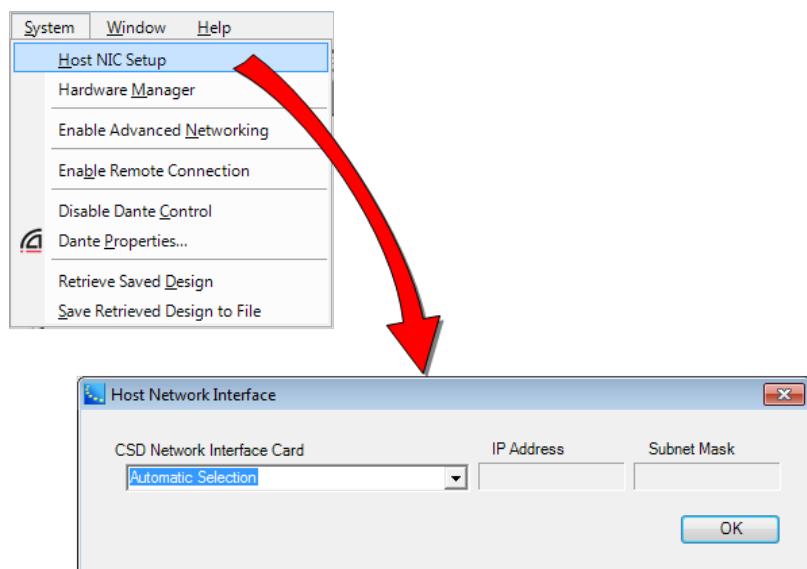 System Window Help
Host NIC Setup
Hardware Manager
Enable Advanced Networking
Enable Remote Connection
Disable Dante Control
Dante Properties...
Retrieve Saved Design
Save Retrieved Design to File
Host Network Interface
CSD Network Interface Card IP Address Subnet Mask
Automatic Selection
OK